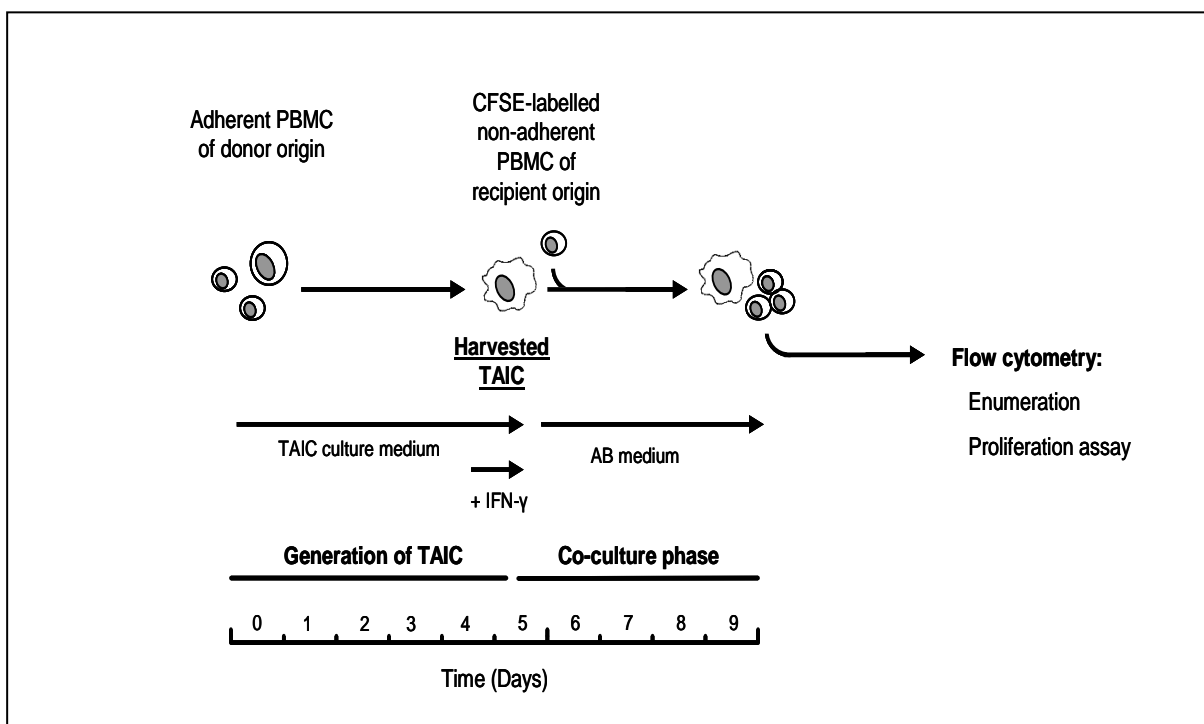 Adherent PBMC
of donor origin
CFSE-labelled
non-adherent
PBMC of
recipient origin
Harvested
TAIC
Flow cytometry:
Enumeration
Proliferation assay
TAIC culture medium
AB medium
+ IFN-γ
Generation of TAIC
Co-culture phase
0 1 2 3 4 5 6 7 8 9
Time (Days)